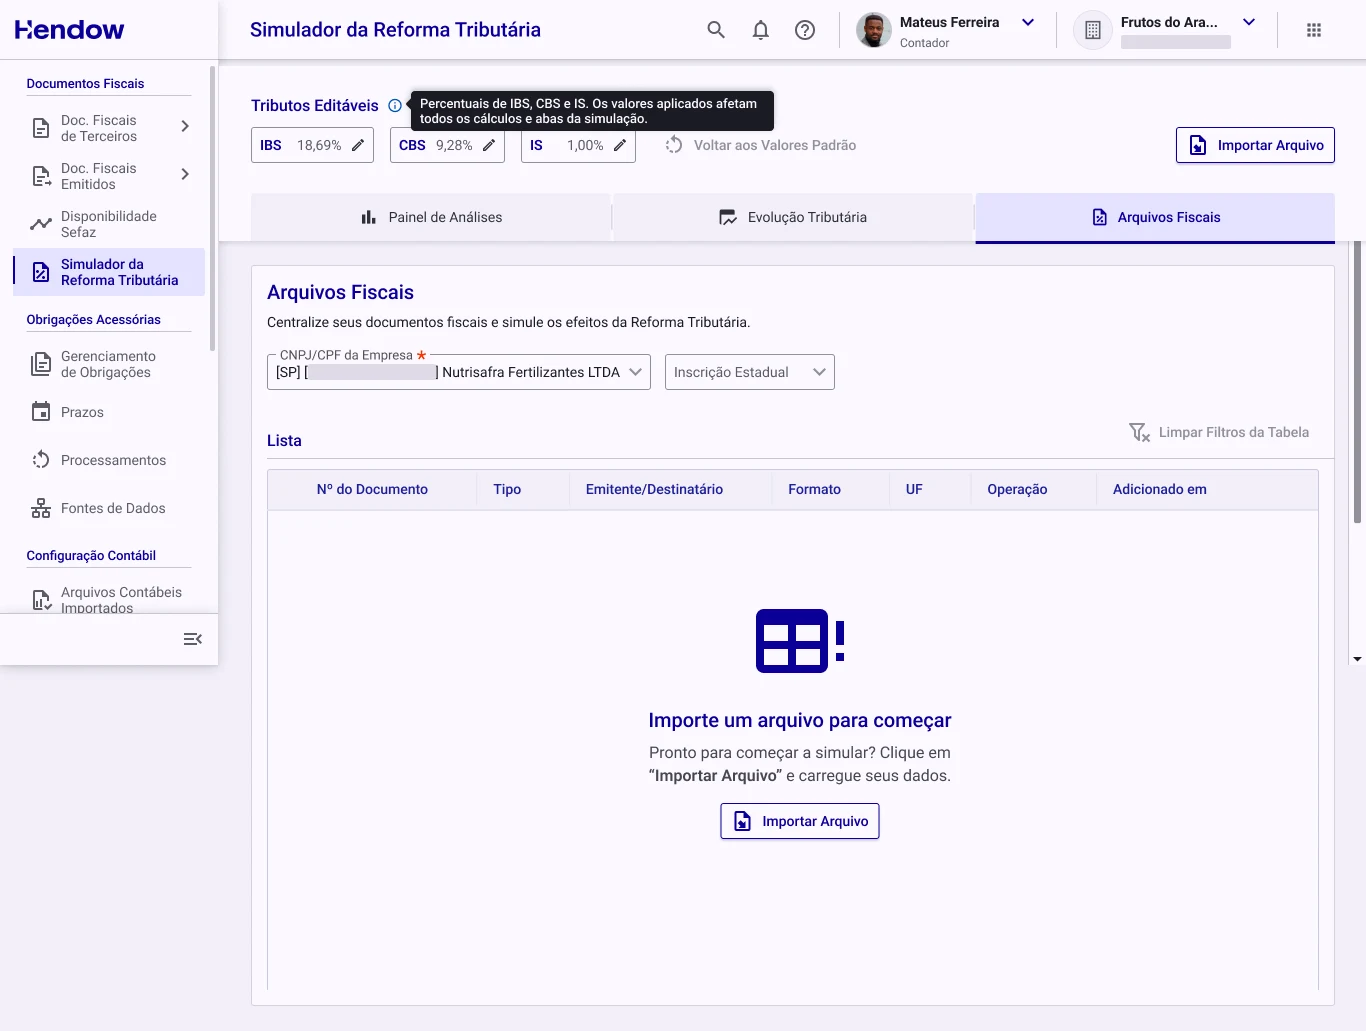 Hendow
Simulador da Reforma Tributária
Mateus Ferreira
Contador
Frutos do Ara...
Documentos Fiscais
Doc. Fiscais
de Terceiros
Doc. Fiscais
Emitidos
Disponibilidade
Sefaz
Simulador da
Reforma Tributária
Obrigações Acessórias
Gerenciamento
de Obrigações
Prazos
Processamentos
Fontes de Dados
Configuração Contábil
Arquivos Contábeis
Importados
Tributos Editáveis
Percentuais de IBS, CBS e IS. Os valores aplicados afetam
todos os cálculos e abas da simulação.
IBS 18,69%
CBS 9,28%
IS 1,00%
Voltar aos Valores Padrão
Importar Arquivo
Painel de Análises
Evolução Tributária
Arquivos Fiscais
Arquivos Fiscais
Centralize seus documentos fiscais e simule os efeitos da Reforma Tributária.
CNPJ/CPF da Empresa *
[SP] [ ] Nutrisafra Fertilizantes LTDA
Inscrição Estadual
Lista
Limpar Filtros da Tabela
Nº do Documento Tipo Emitente/Destinatário Formato UF Operação Adicionado em
Importe um arquivo para começar
Pronto para começar a simular? Clique em
“Importar Arquivo” e carregue seus dados.
Importar Arquivo